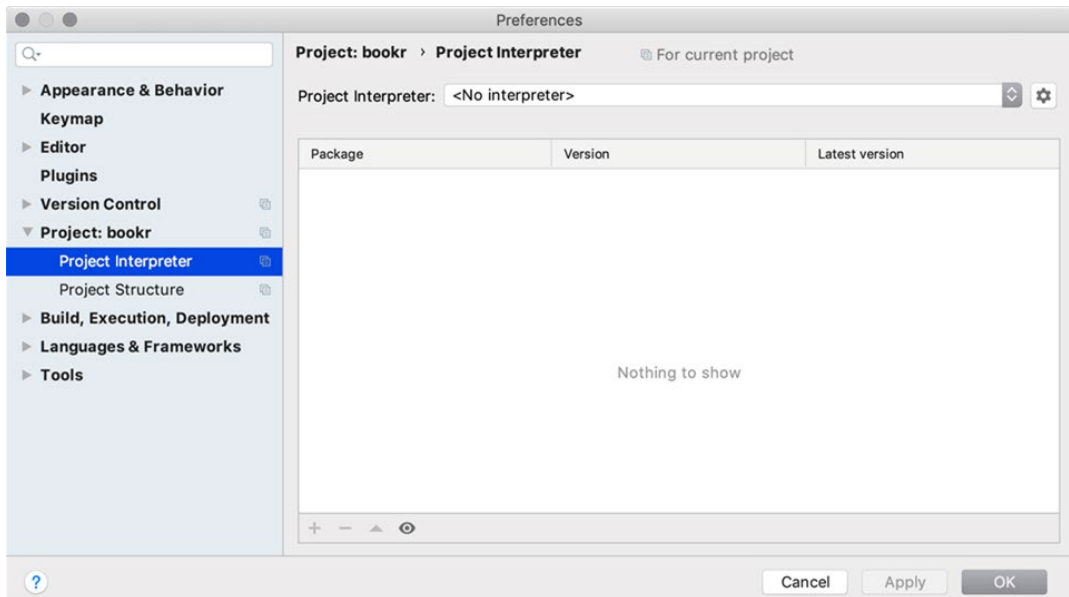 Preferences
Project: bookr › Project Interpreter For current project
Appearance & Behavior
Keymap
Editor
Plugins
Version Control
Project: bookr
Project Interpreter
Project Structure
Build, Execution, Deployment
Languages & Frameworks
Tools
Project Interpreter: <No interpreter>
Package Version Latest version
Nothing to show
? Cancel Apply OK